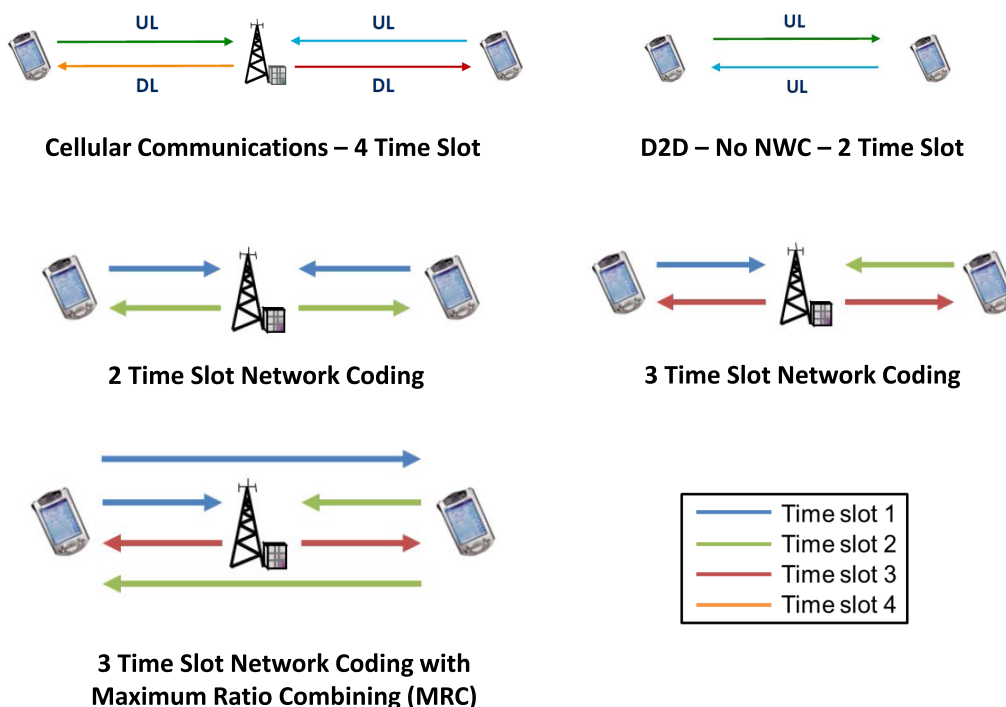 UL UL
DL DL
Cellular Communications – 4 Time Slot
UL
UL
D2D – No NWC – 2 Time Slot
2 Time Slot Network Coding
3 Time Slot Network Coding
3 Time Slot Network Coding with
Maximum Ratio Combining (MRC)
Time slot 1
Time slot 2
Time slot 3
Time slot 4